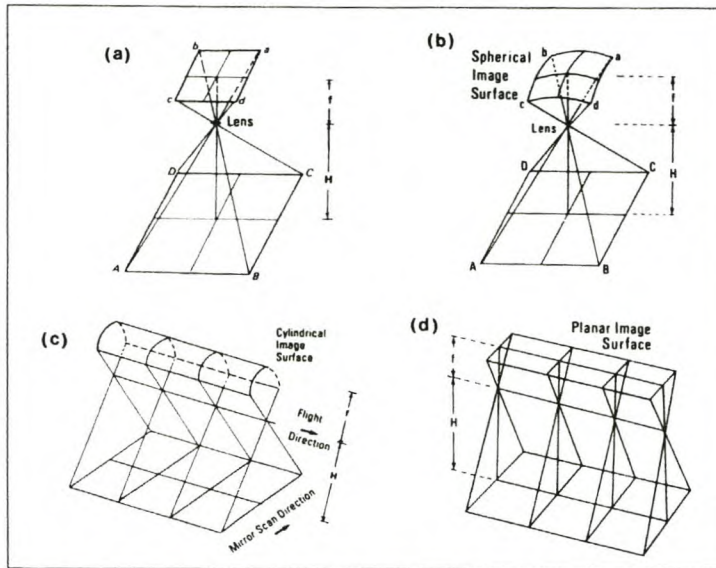 (a)
b
a
c
d
f
Lens
H
D
C
A
B
(b)
Spherical
Image
Surface
b
a
c
d
f
Lens
H
D
C
A
B
(c)
Cylindrical
Image
Surface
f
Flight
Direction
H
Mirror Scan Direction
(d)
Planar Image
Surface
f
H